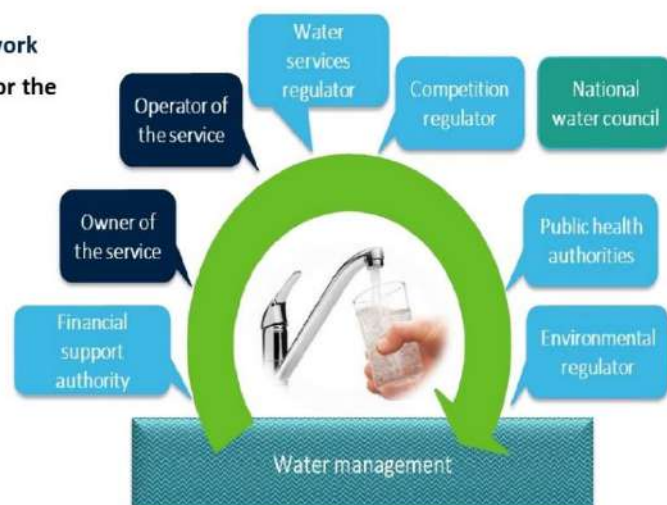 work
or the
Water
services
regulator
Competition
regulator
National
water council
Operator of
the service
Owner of
the service
Public health
authorities
Financial
support
authority
Environmental
regulator
Water management